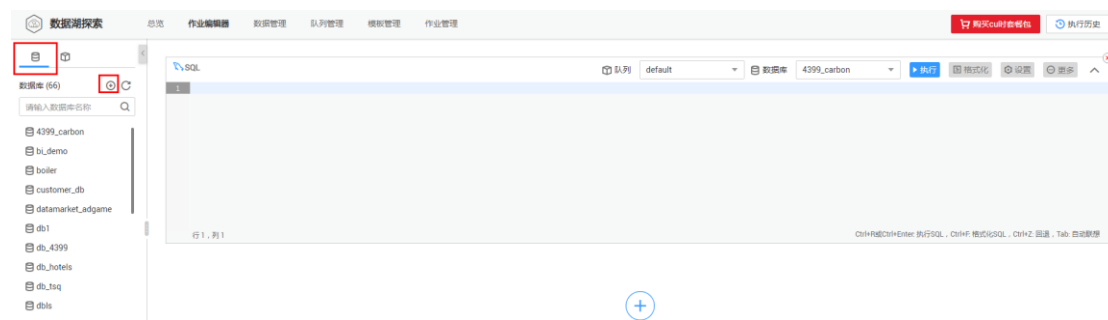 数据湖探索 总览 作业编辑器 数据管理 队列管理 模板管理 作业管理 购买cu时套餐包 执行历史
SQL 队列 default 数据库 4399_carbon 执行 格式化 设置 更多
数据库 (66)
1
请输入数据库名称
4399_carbon
bi_demo
boiler
customer_db
datamarket_adgame
db1
行 1 , 列 1 Ctrl+R或Ctrl+Enter: 执行SQL , Ctrl+F: 格式化SQL , Ctrl+Z: 回退 , Tab: 自动联想
db_4399
db_hotels
db_tsq
dbls